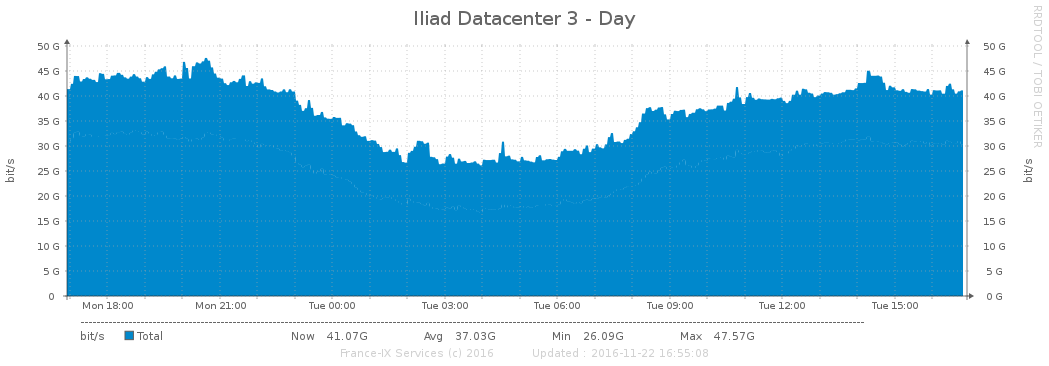 Iliad Datacenter 3 - Day
RRDTOOL / TOBI OETIKER
50 G 50 G
45 G 45 G
40 G 40 G
35 G 35 G
30 G 30 G
25 G 25 G
20 G 20 G
15 G 15 G
10 G 10 G
5 G 5 G
0 0 G
bit/s bit/s
Mon 18:00 Mon 21:00 Tue 00:00 Tue 03:00 Tue 06:00 Tue 09:00 Tue 12:00 Tue 15:00
bit/s Total Now 41.07G Avg 37.03G Min 26.09G Max 47.57G
France-IX Services (c) 2016 Updated : 2016-11-22 16:55:08